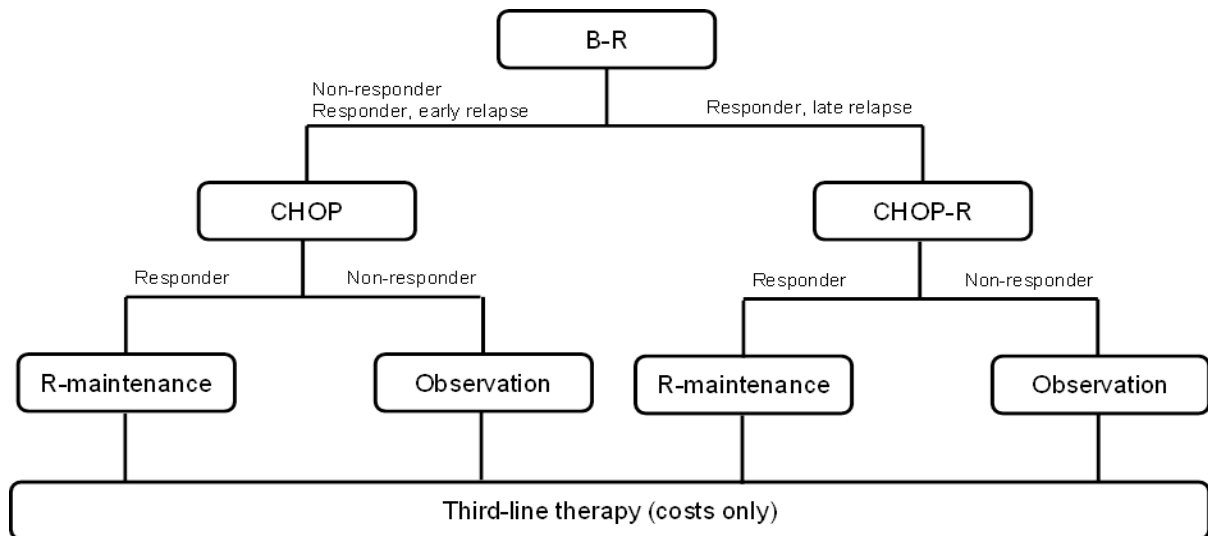 B-R
Non-responder
Responder, early relapse
Responder, late relapse
CHOP
CHOP-R
Responder
Non-responder
Responder
Non-responder
R-maintenance
Observation
R-maintenance
Observation
Third-line therapy (costs only)